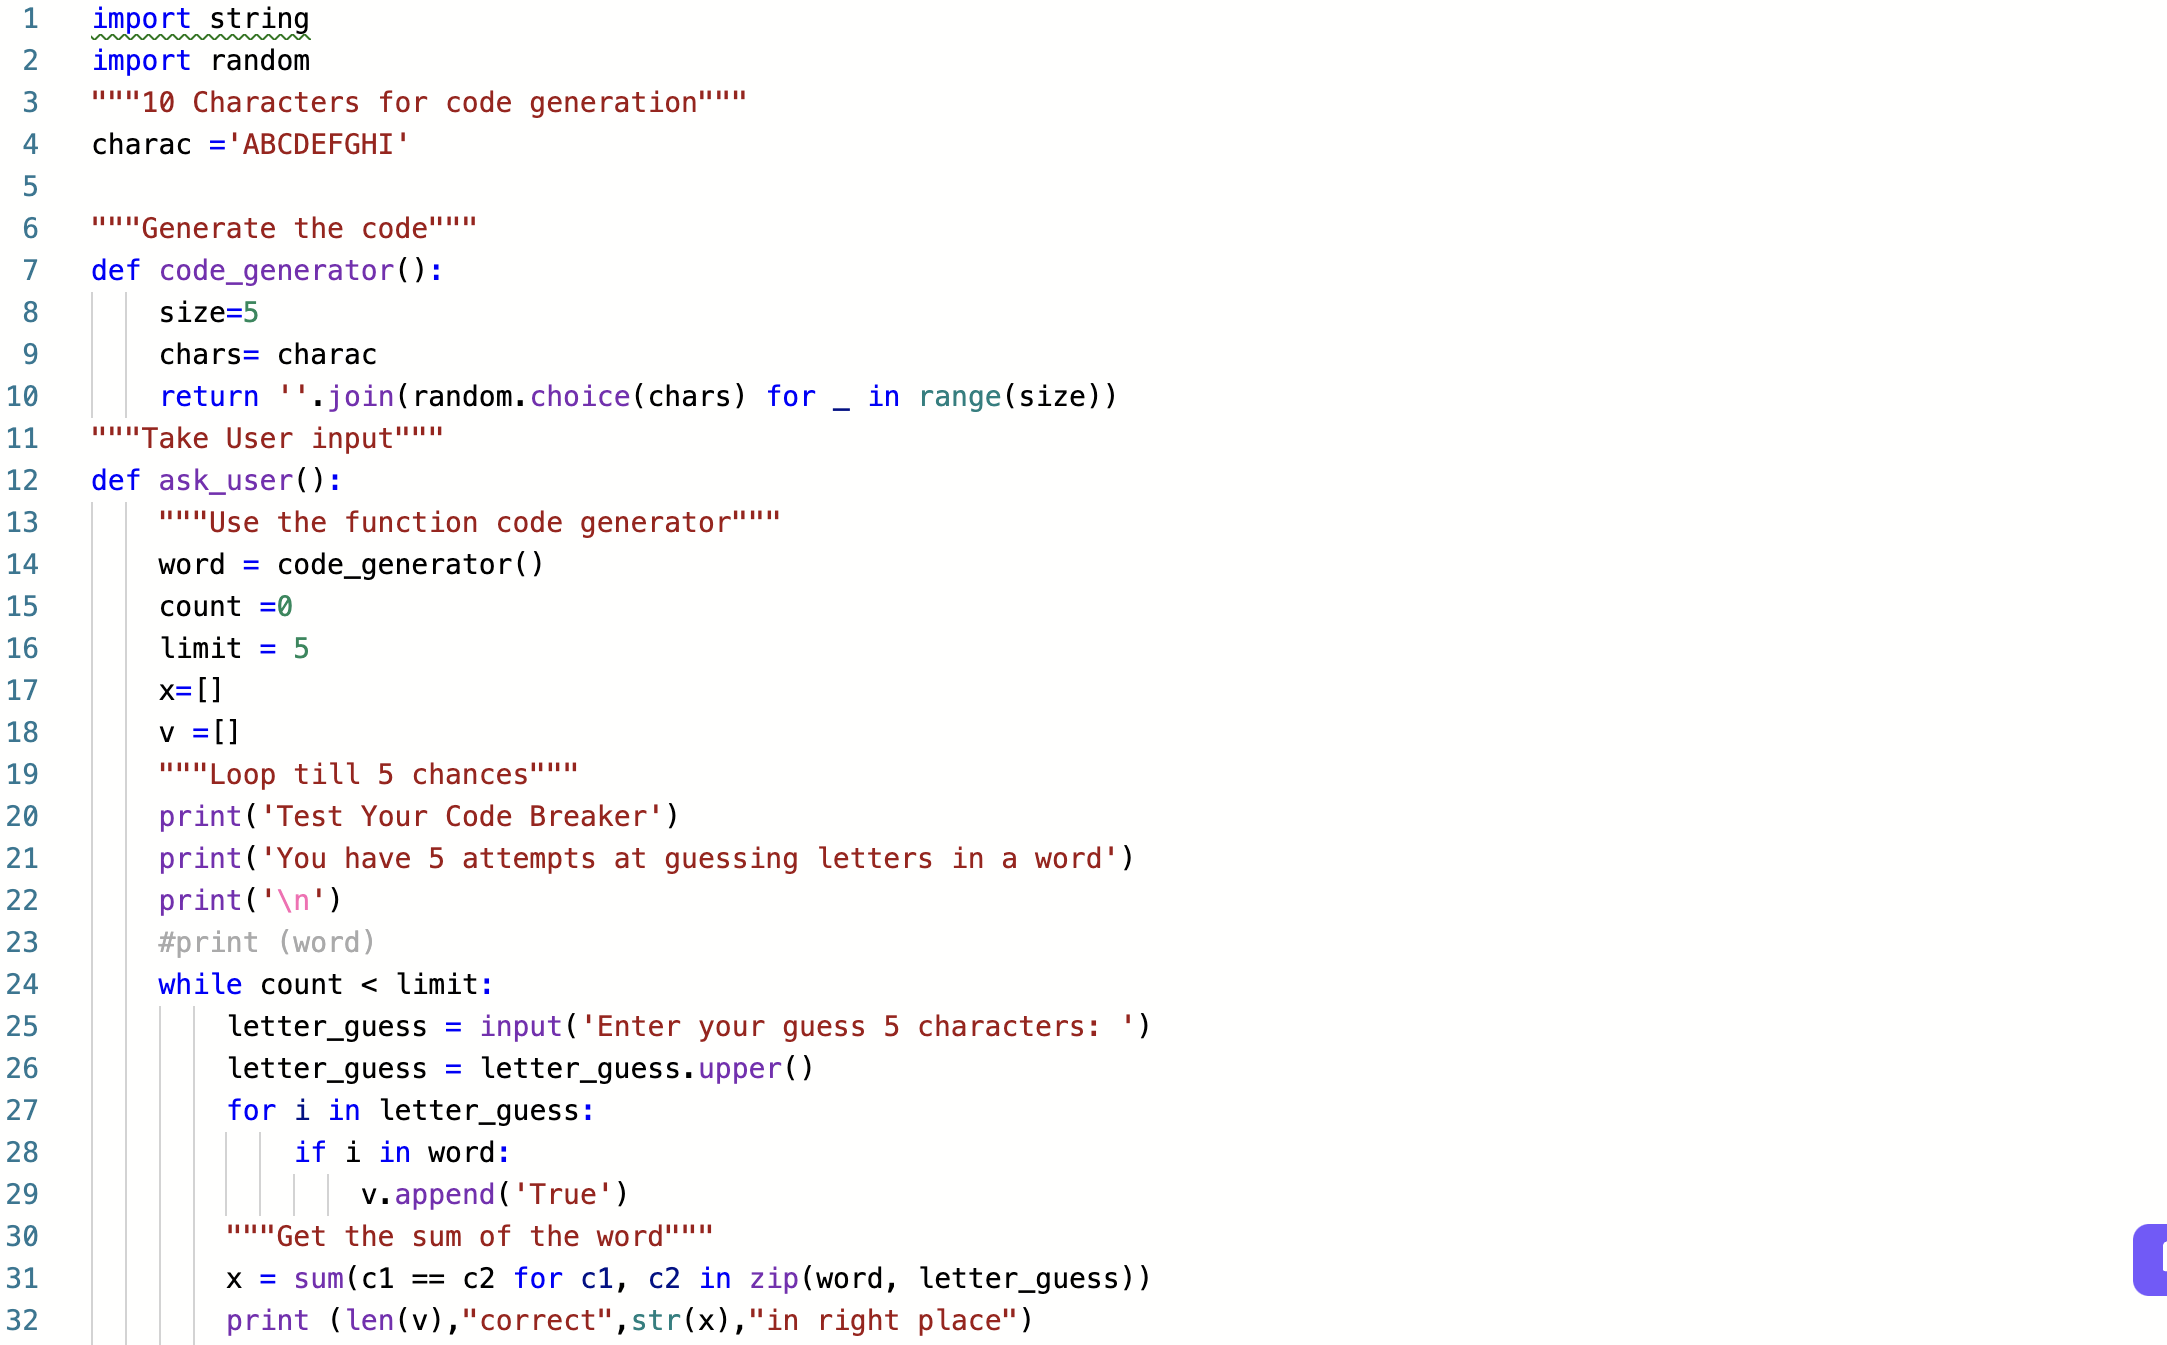 1 import string
2 import random
3 """10 Characters for code generation"""
4 charac ='ABCDEFGHI'
5
6 """Generate the code"""
7 def code_generator():
8     size=5
9     chars= charac
10     return ''.join(random.choice(chars) for _ in range(size))
11 """Take User input"""
12 def ask_user():
13     """Use the function code generator"""
14     word = code_generator()
15     count =0
16     limit = 5
17     x=[]
18     v =[]
19     """Loop till 5 chances"""
20     print('Test Your Code Breaker')
21     print('You have 5 attempts at guessing letters in a word')
22     print('\n')
23     #print (word)
24     while count < limit:
25         letter_guess = input('Enter your guess 5 characters: ')
26         letter_guess = letter_guess.upper()
27         for i in letter_guess:
28             if i in word:
29                 v.append('True')
30         """Get the sum of the word"""
31         x = sum(c1 == c2 for c1, c2 in zip(word, letter_guess))
32         print (len(v),"correct",str(x),"in right place")